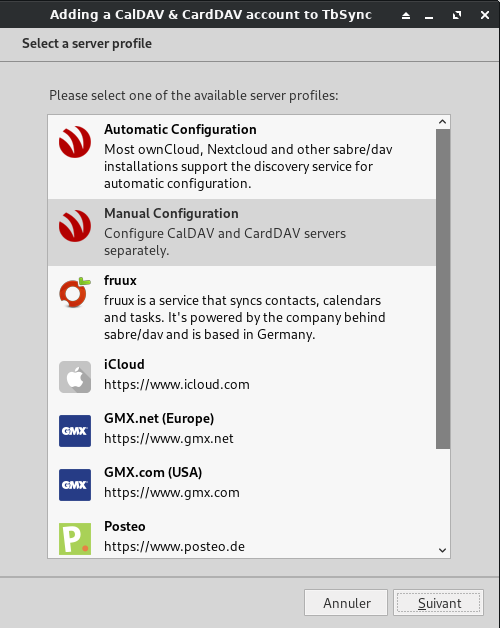 Adding a CalDAV & CardDAV account to TbSync
Select a server profile
Please select one of the available server profiles:
Automatic Configuration
Most ownCloud, Nextcloud and other sabre/dav
installations support the discovery service for
automatic configuration.
Manual Configuration
Configure CalDAV and CardDAV servers
separately.
fruux
fruux is a service that syncs contacts, calendars
and tasks. It's powered by the company behind
sabre/dav and is based in Germany.
iCloud
https://www.icloud.com
GMX
GMX.net (Europe)
https://www.gmx.net
GMX
GMX.com (USA)
https://www.gmx.com
P.
Posteo
https://www.posteo.de
Annuler
Suivant